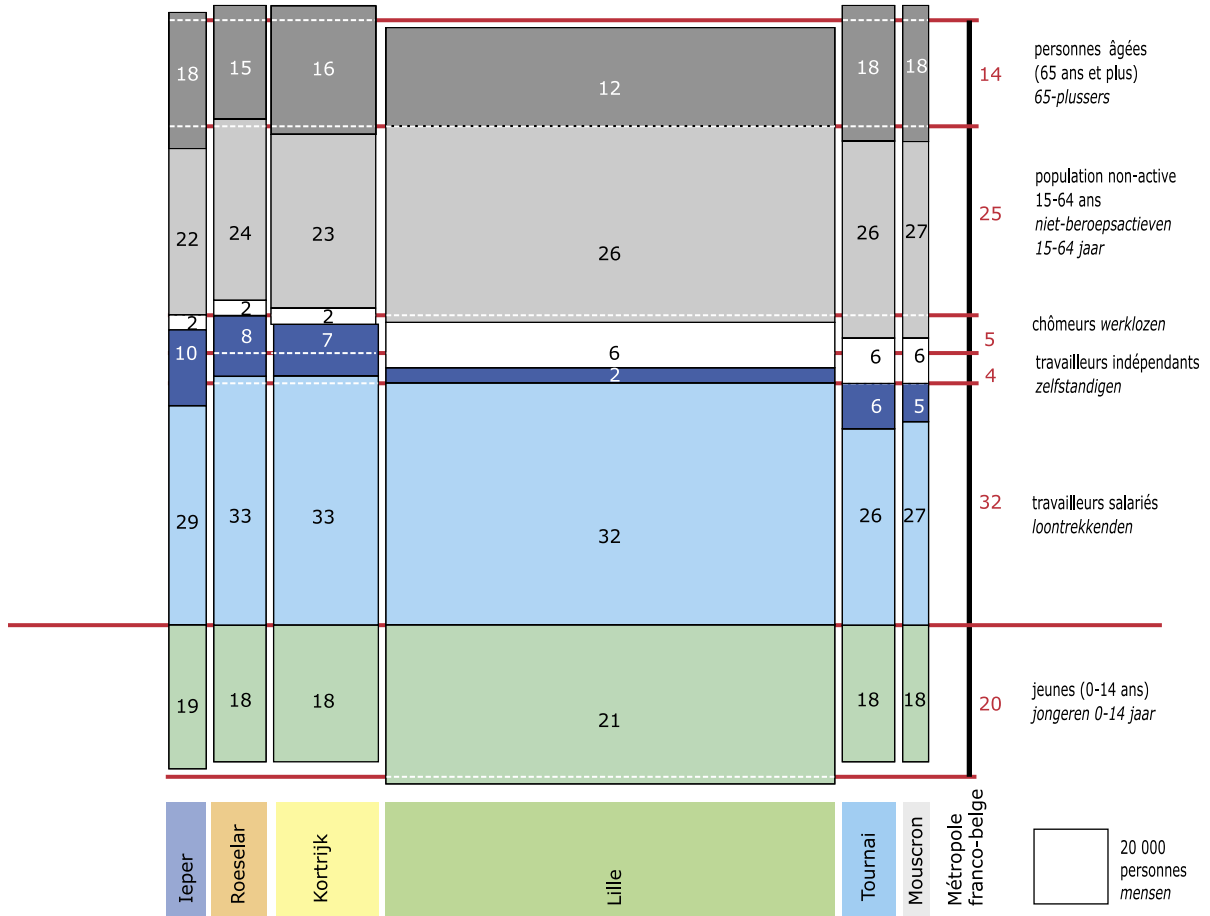 18
15
16
12
18
18
14
personnes âgées
(65 ans et plus)
65-plussers
22
24
23
26
26
27
25
population non-active
15-64 ans
niet-beroepsactieven
15-64 jaar
2
2
2
6
6
6
5
chômeurs werklozen
10
8
7
2
6
5
4
travailleurs indépendants
zelfstandigen
29
33
33
32
26
27
32
travailleurs salariés
loontrekkenden
19
18
18
21
18
18
20
jeunes (0-14 ans)
jongeren 0-14 jaar
Ieper
Roeselar
Kortrijk
Lille
Tournai
Mouscron
Métropole
franco-belge
20 000
personnes
mensen